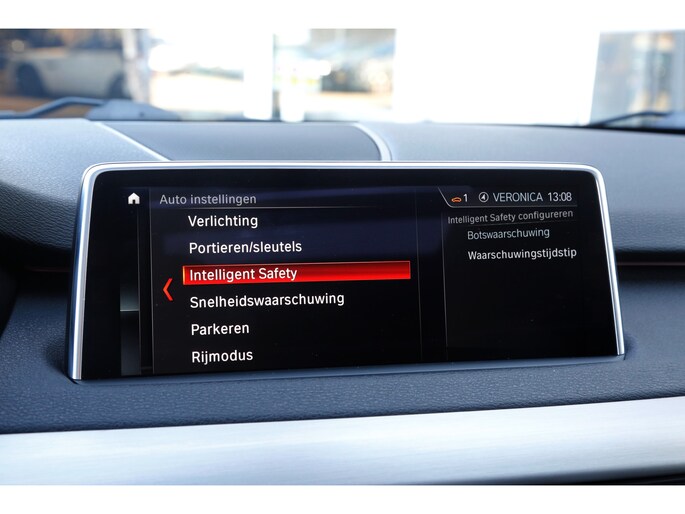 Auto instellingen
1 VERONICA 13:08
Verlichting
Portieren/sleutels
Intelligent Safety
Snelheidswaarschuwing
Parkeren
Rijmodus
Intelligent Safety configureren
Botswaarschuwing
Waarschuwingstijdstip